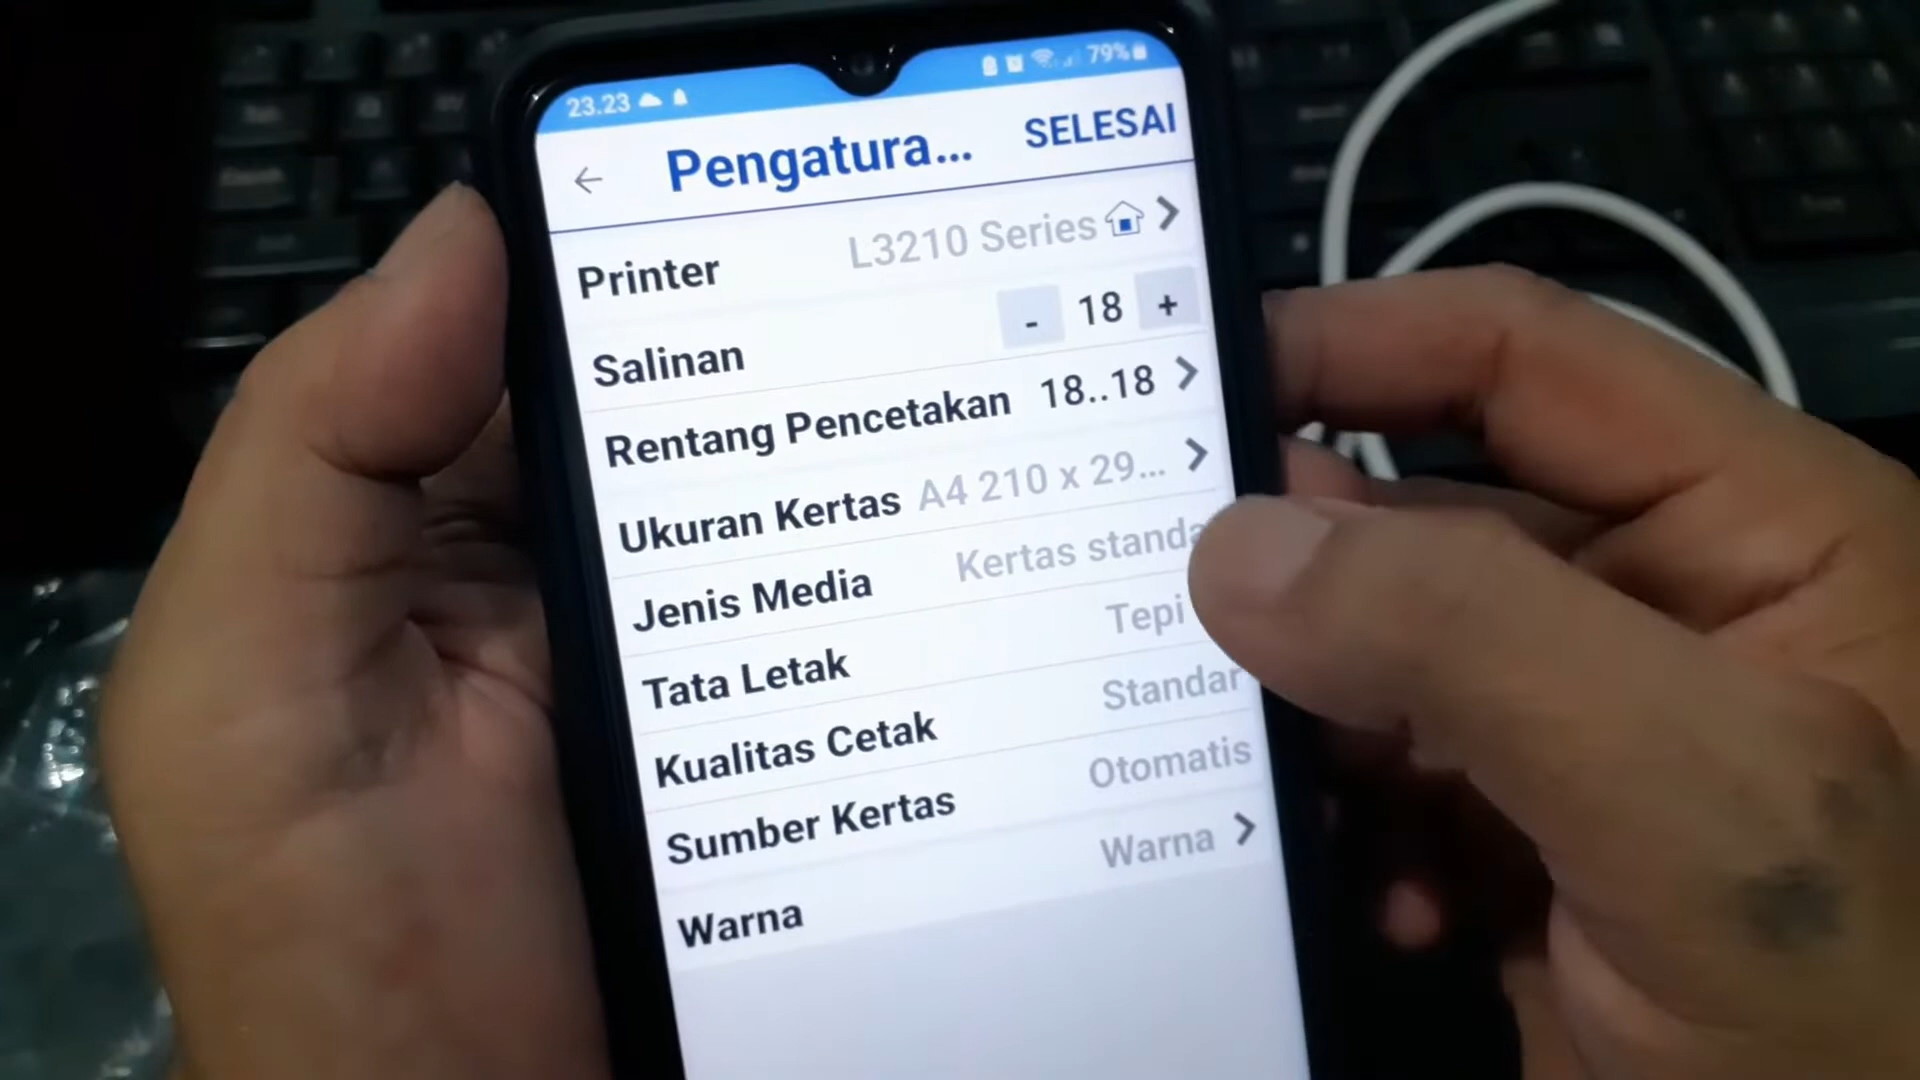 23.23 79%
Pengatura... SELESAI
Printer L3210 Series
Salinan - 18 +
Rentang Pencetakan 18..18
Ukuran Kertas A4 210 x 29...
Jenis Media Kertas standa
Tata Letak Tepi
Kualitas Cetak Standar
Sumber Kertas Otomatis
Warna Warna